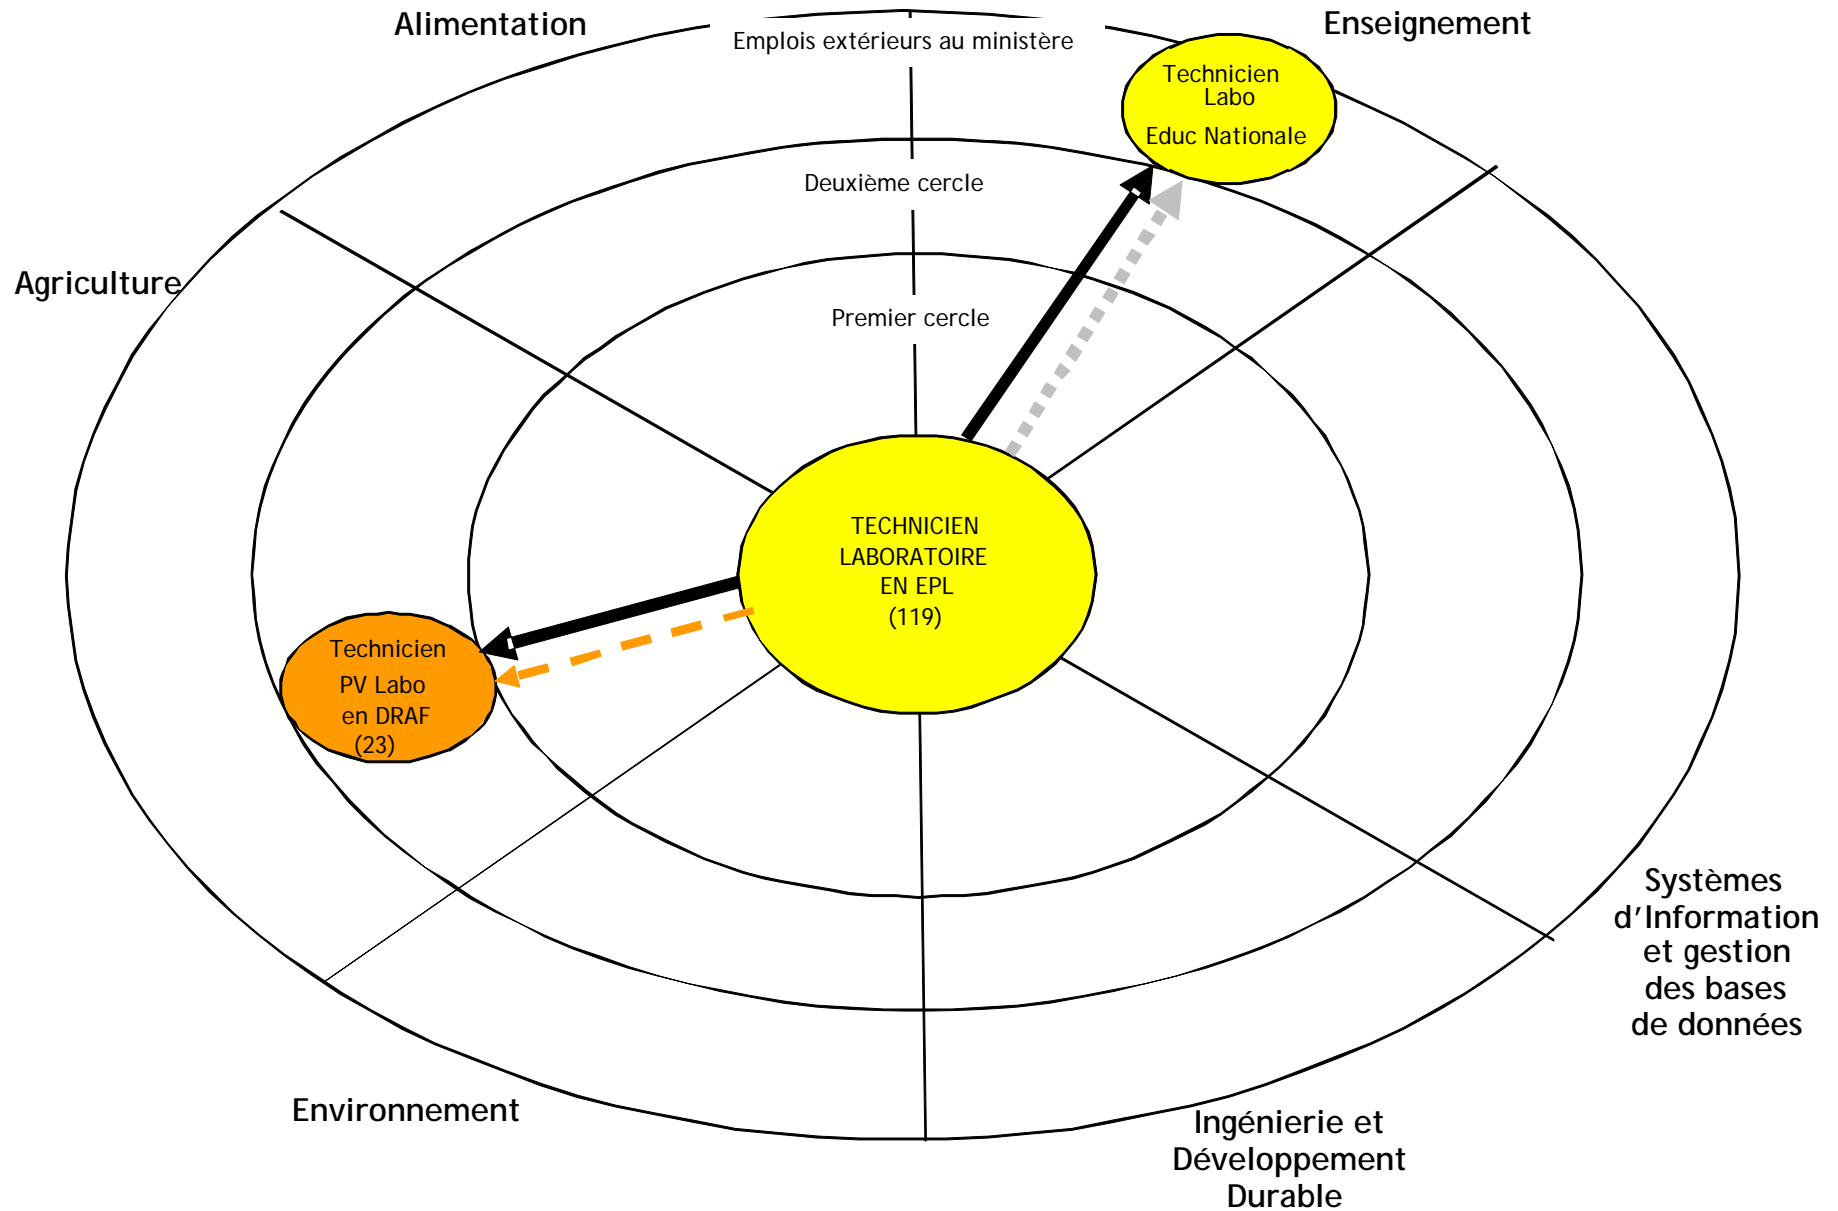 Alimentation
Enseignement
Emplois extérieurs au ministère
Technicien
Labo
Educ Nationale
Deuxième cercle
Agriculture
Premier cercle
TECHNICIEN
LABORATOIRE
EN EPL
(119)
Technicien
PV Labo
en DRAF
(23)
Systèmes
d'Information
et gestion
des bases
de données
Environnement
Ingénierie et
Développement
Durable